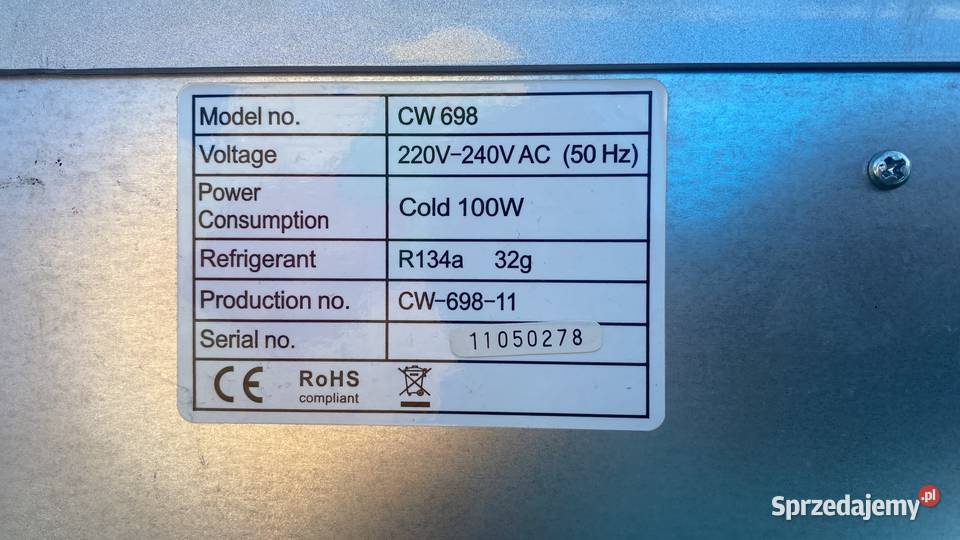 Model no. CW 698
Voltage 220V-240V AC (50 Hz)
Power
Consumption Cold 100W
Refrigerant R134a 32g
Production no. CW-698-11
Serial no. 11050278
CE RoHS
compliant
Sprzedajemy.pl